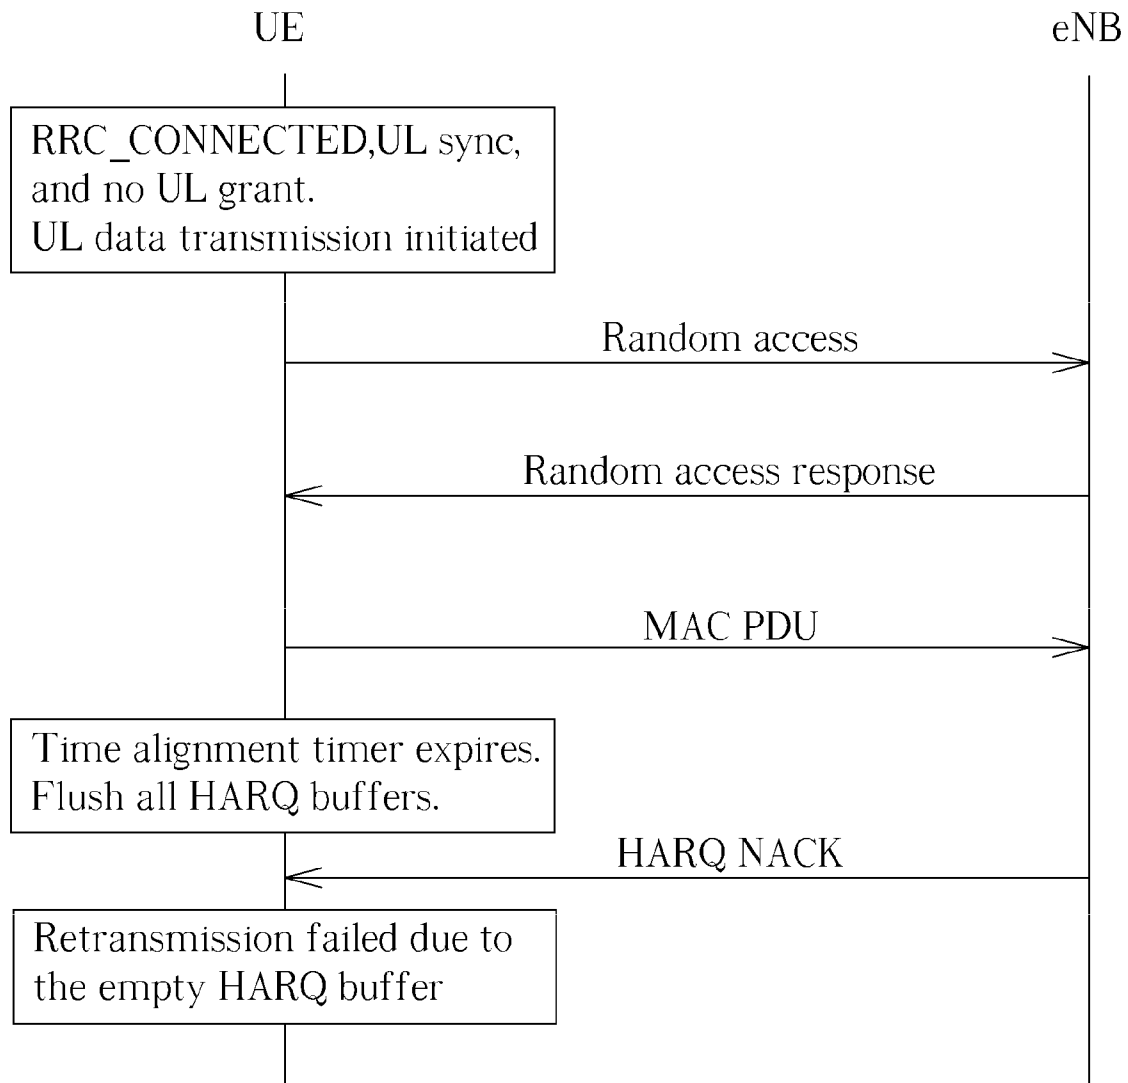 UE
eNB
RRC_CONNECTED,UL sync,
and no UL grant.
UL data transmission initiated
Random access
Random access response
MAC PDU
Time alignment timer expires.
Flush all HARQ buffers.
HARQ NACK
Retransmission failed due to
the empty HARQ buffer